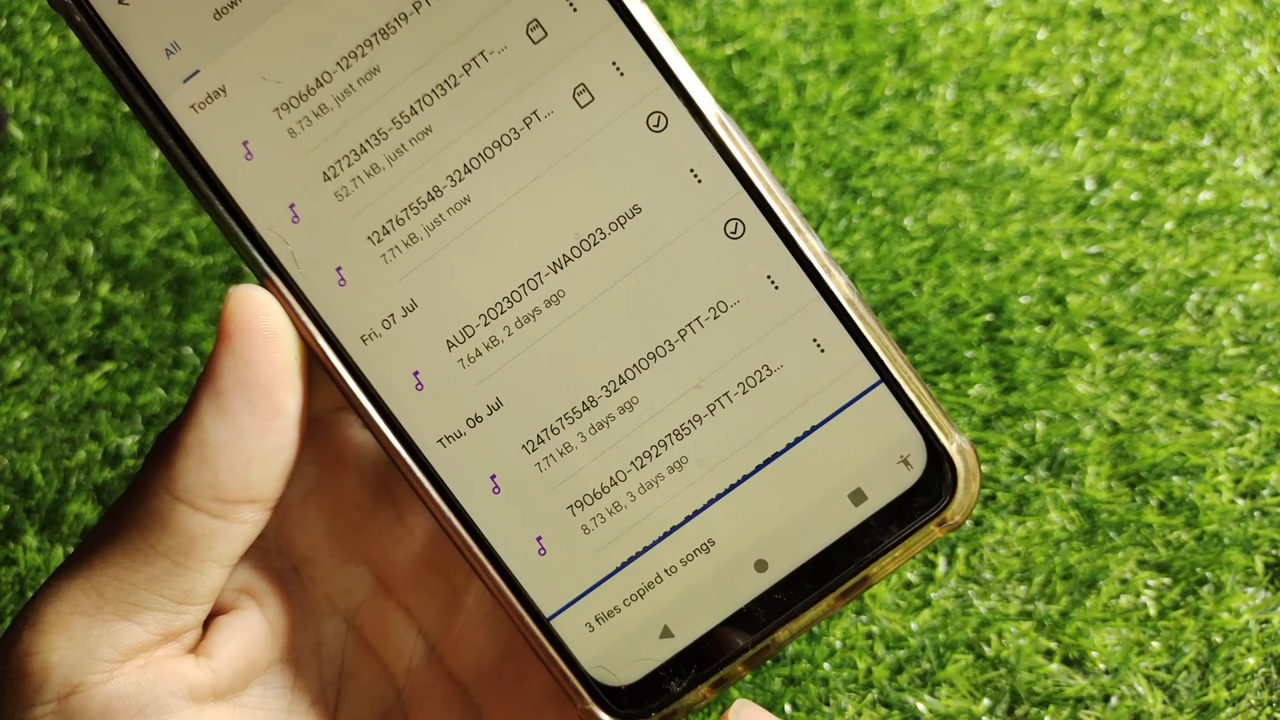 All
Today
7906640-1292978519-PT
8.73 kB, just now
427234135-554701312-PTT-...
52.71 kB, just now
1247675548-324010903-PT...
7.71 kB, just now
Fri, 07 Jul
AUD-20230707-WA0023.opus
7.64 kB, 2 days ago
Thu, 06 Jul
1247675548-324010903-PTT-20...
7.71 kB, 3 days ago
7906640-1292978519-PTT-2023...
8.73 kB, 3 days ago
3 files copied to songs